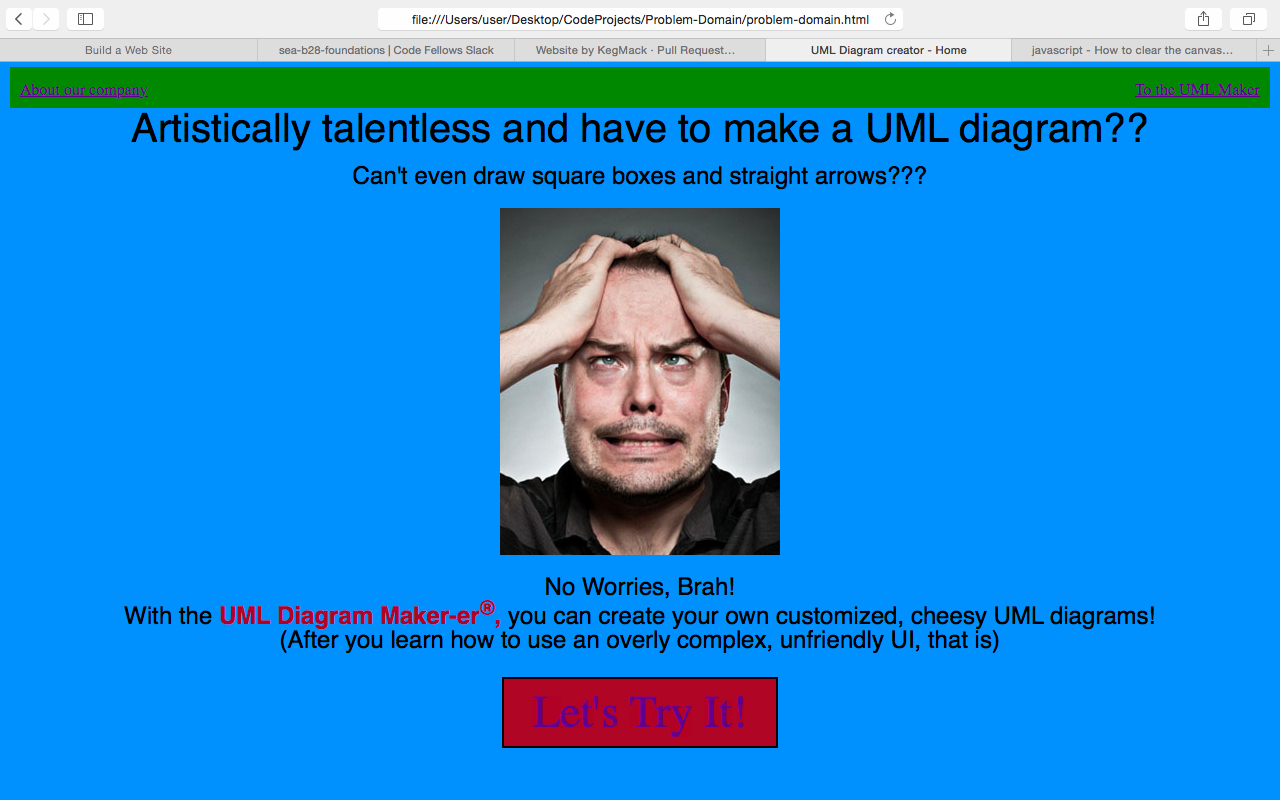 file:///Users/user/Desktop/CodeProjects/Problem-Domain/problem-domain.html
Build a Web Site
sea-b28-foundations | Code Fellows Slack
Website by KegMack · Pull Request…
UML Diagram creator - Home
javascript - How to clear the canvas…
About our company
To the UML Maker
Artistically talentless and have to make a UML diagram??
Can't even draw square boxes and straight arrows???
No Worries, Brah!
With the UML Diagram Maker-er®, you can create your own customized, cheesy UML diagrams!
(After you learn how to use an overly complex, unfriendly UI, that is)
Let's Try It!